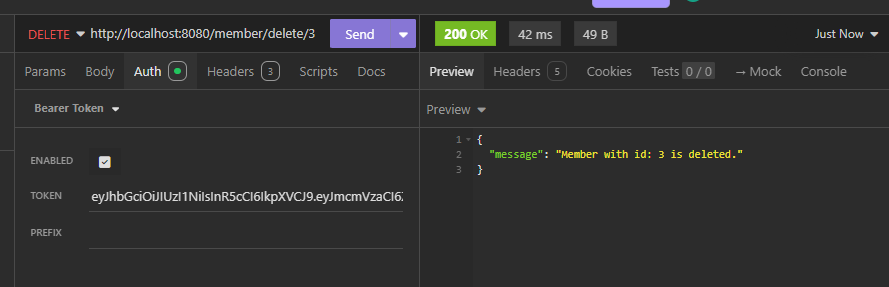 DELETE http://localhost:8080/member/delete/3 Send
200 OK 42 ms 49 B Just Now
Params Body Auth Headers 3 Scripts Docs
Preview Headers 5 Cookies Tests 0 / 0 → Mock Console
Bearer Token
Preview
ENABLED
TOKEN eyJhbGciOiJIUzI1NiIsInR5cCI6IkpXVCJ9.eyJmcmVzaCI6Z
PREFIX
1 {
2 "message": "Member with id: 3 is deleted."
3 }